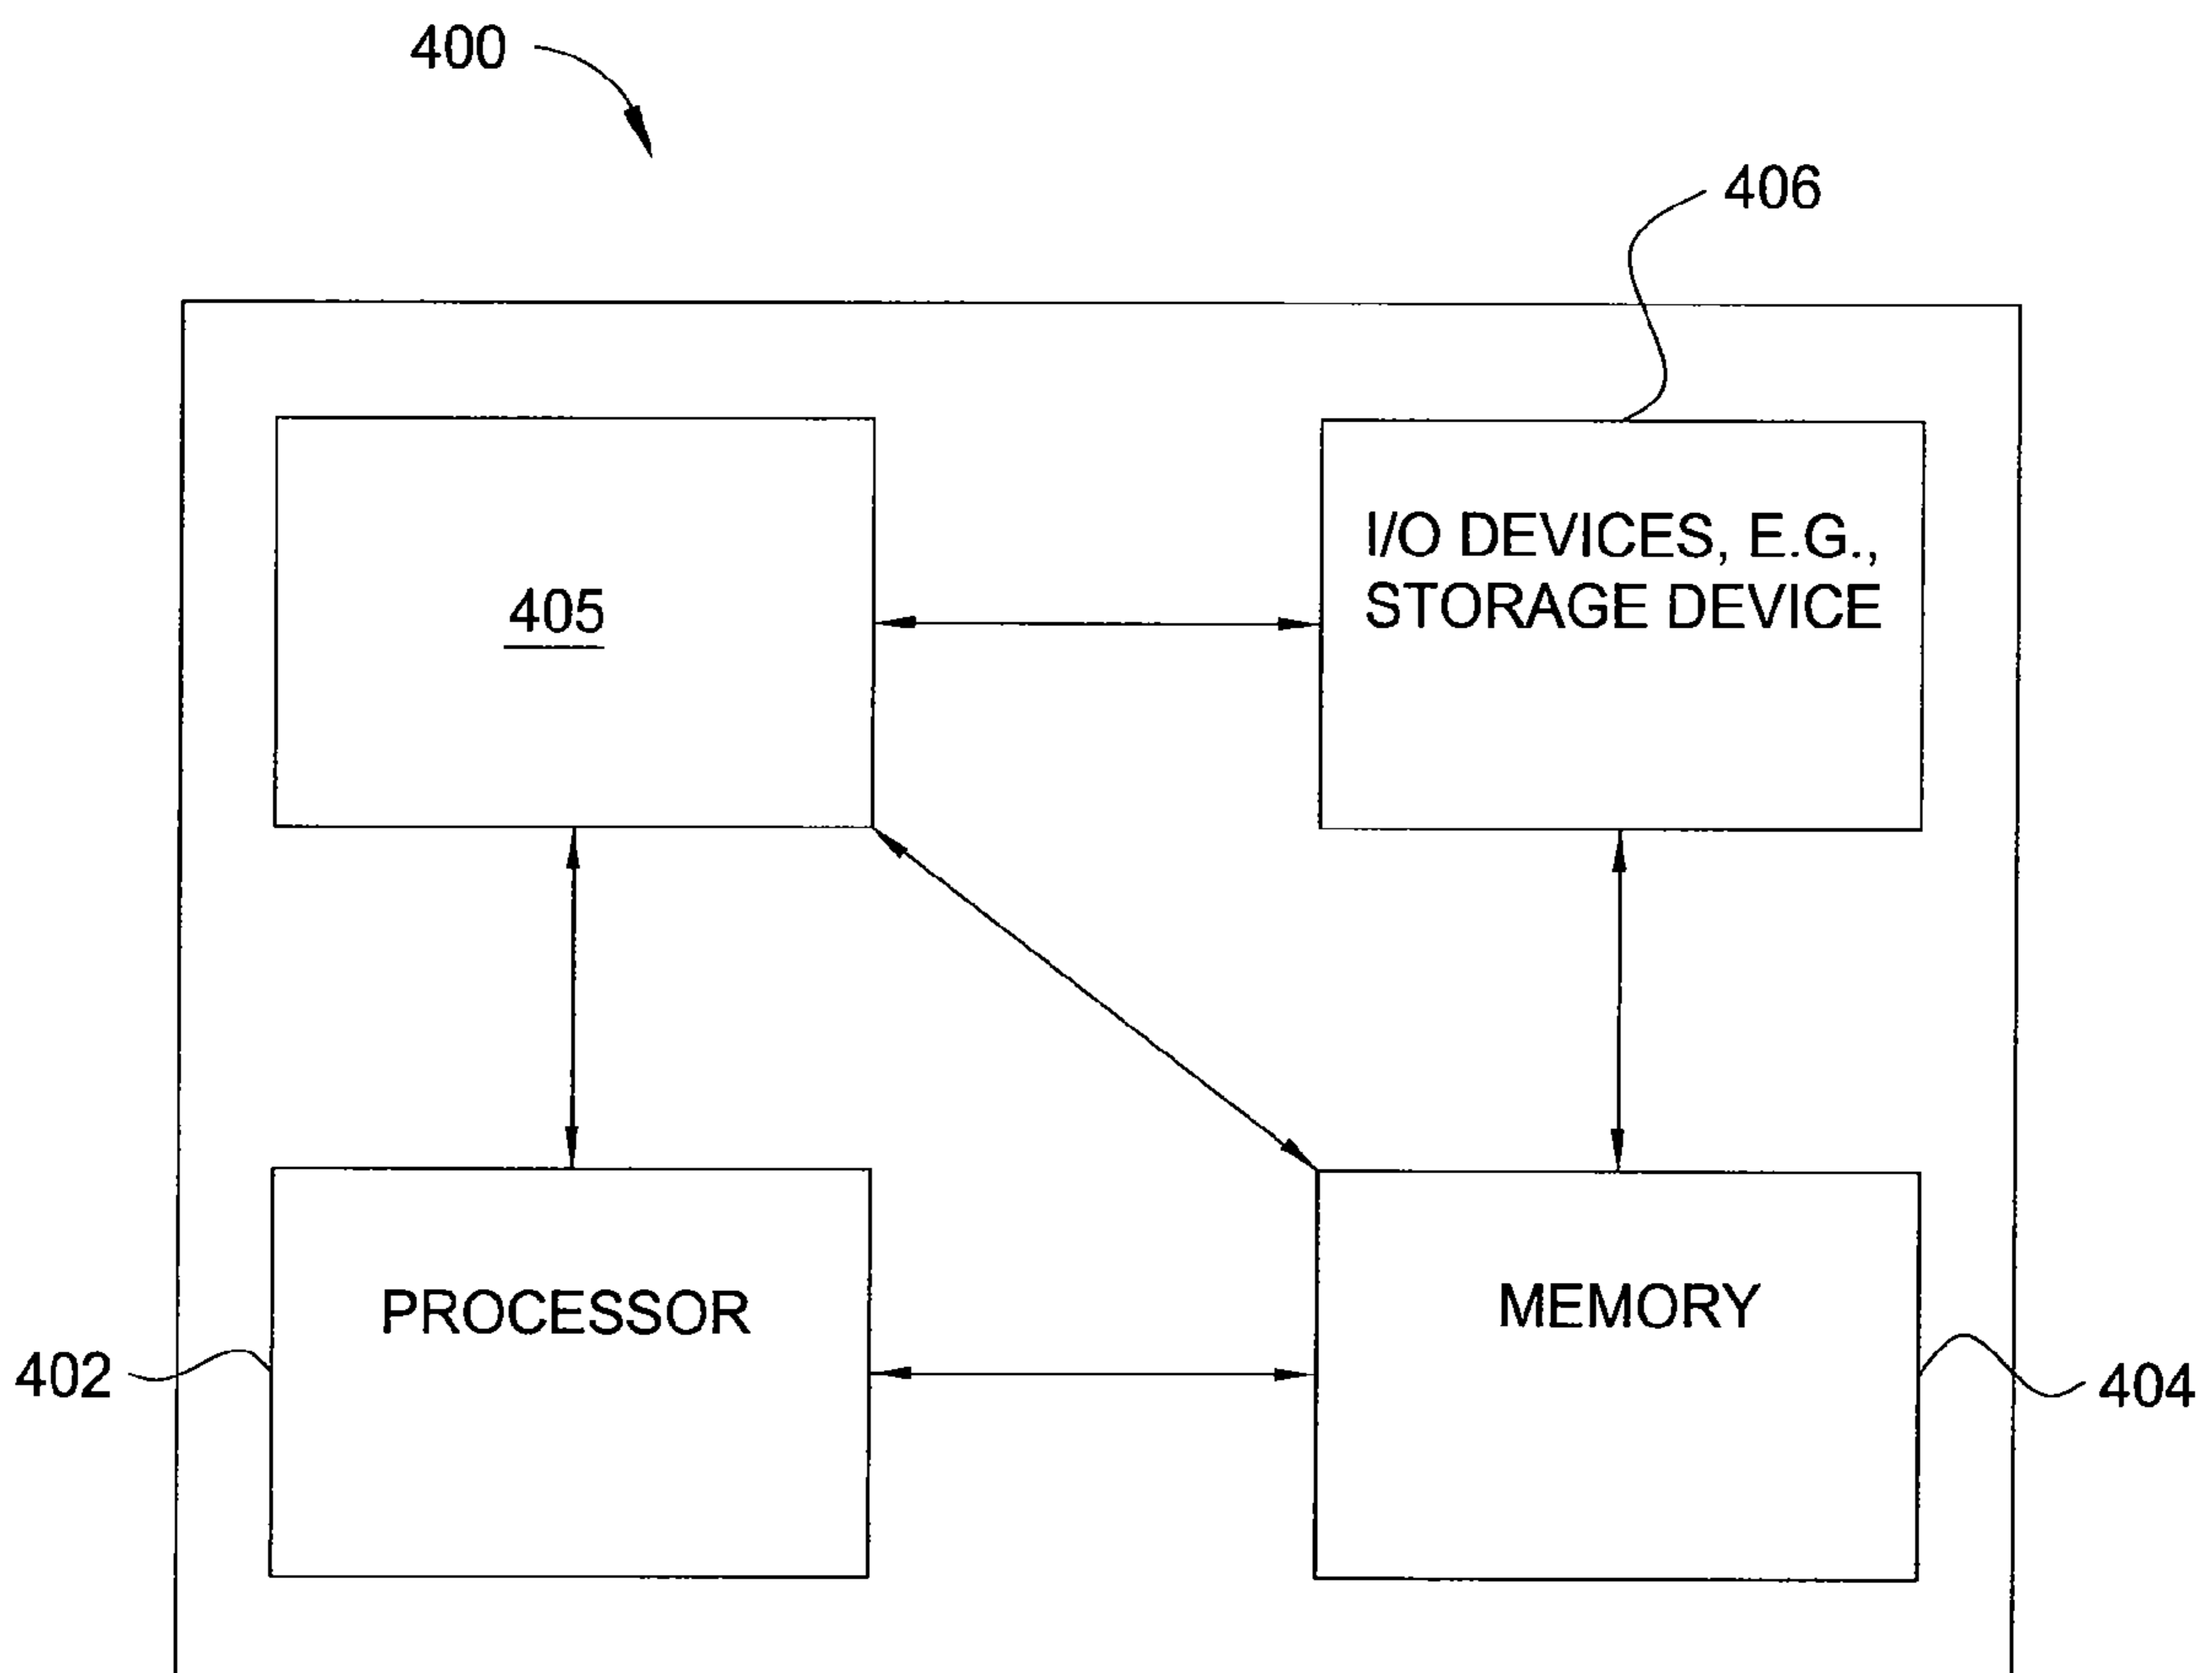 400
406
405
I/O DEVICES, E.G.,
STORAGE DEVICE
PROCESSOR
MEMORY
402
404